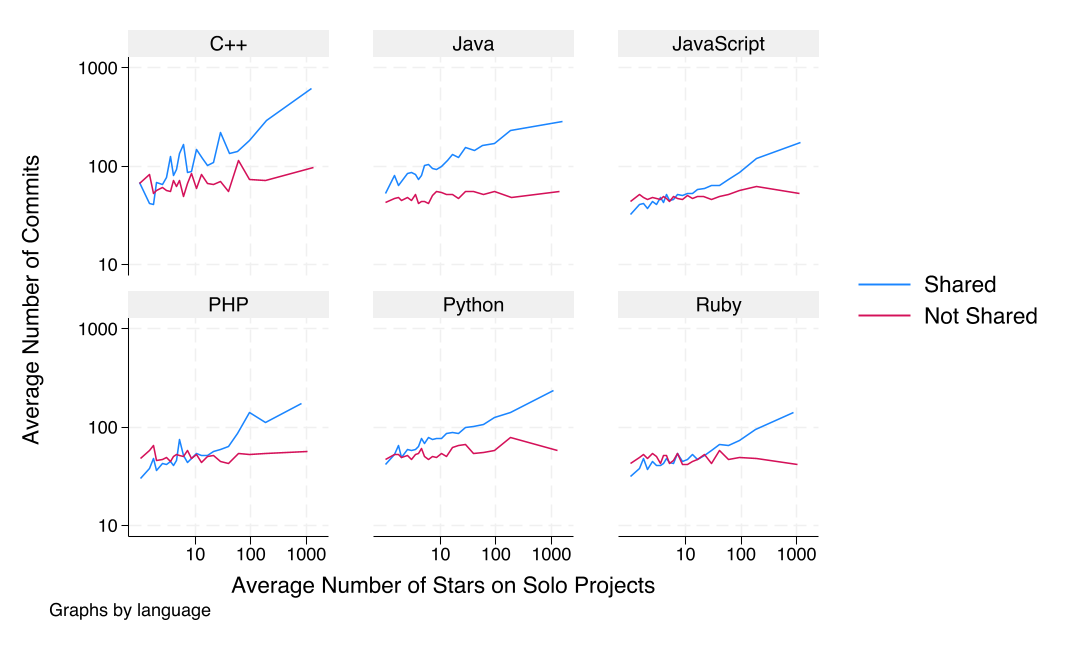 C++
Java
JavaScript
1000
100
10
PHP
Python
Ruby
1000
100
10
10 100 1000
10 100 1000
10 100 1000
Average Number of Commits
Average Number of Stars on Solo Projects
Graphs by language
Shared
Not Shared